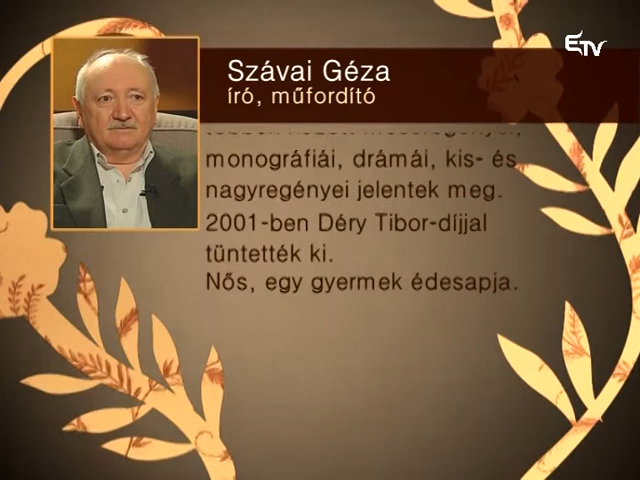 ETV
Szávai Géza
író, műfordító
monográfiái, drámái, kis- és
nagyregényei jelentek meg.
2001-ben Déry Tibor-díjjal
tüntették ki.
Nős, egy gyermek édesapja.